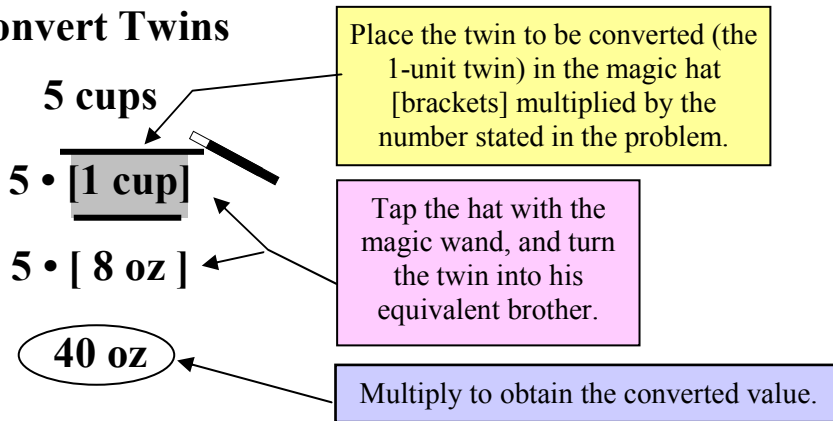 onvert Twins
5 cups
5 • [1 cup]
5 • [ 8 oz ]
40 oz
Place the twin to be converted (the
1-unit twin) in the magic hat
[brackets] multiplied by the
number stated in the problem.
Tap the hat with the
magic wand, and turn
the twin into his
equivalent brother.
Multiply to obtain the converted value.